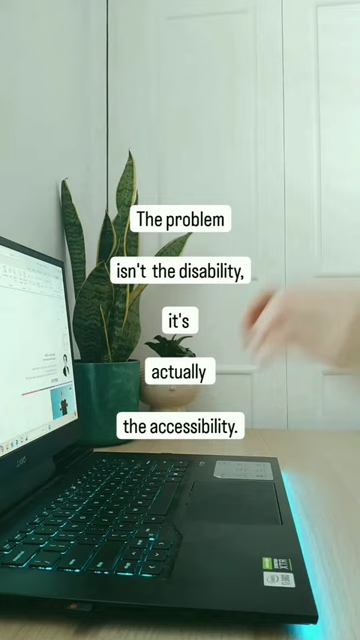 The problem
isn't the disability,
it's
actually
the accessibility.